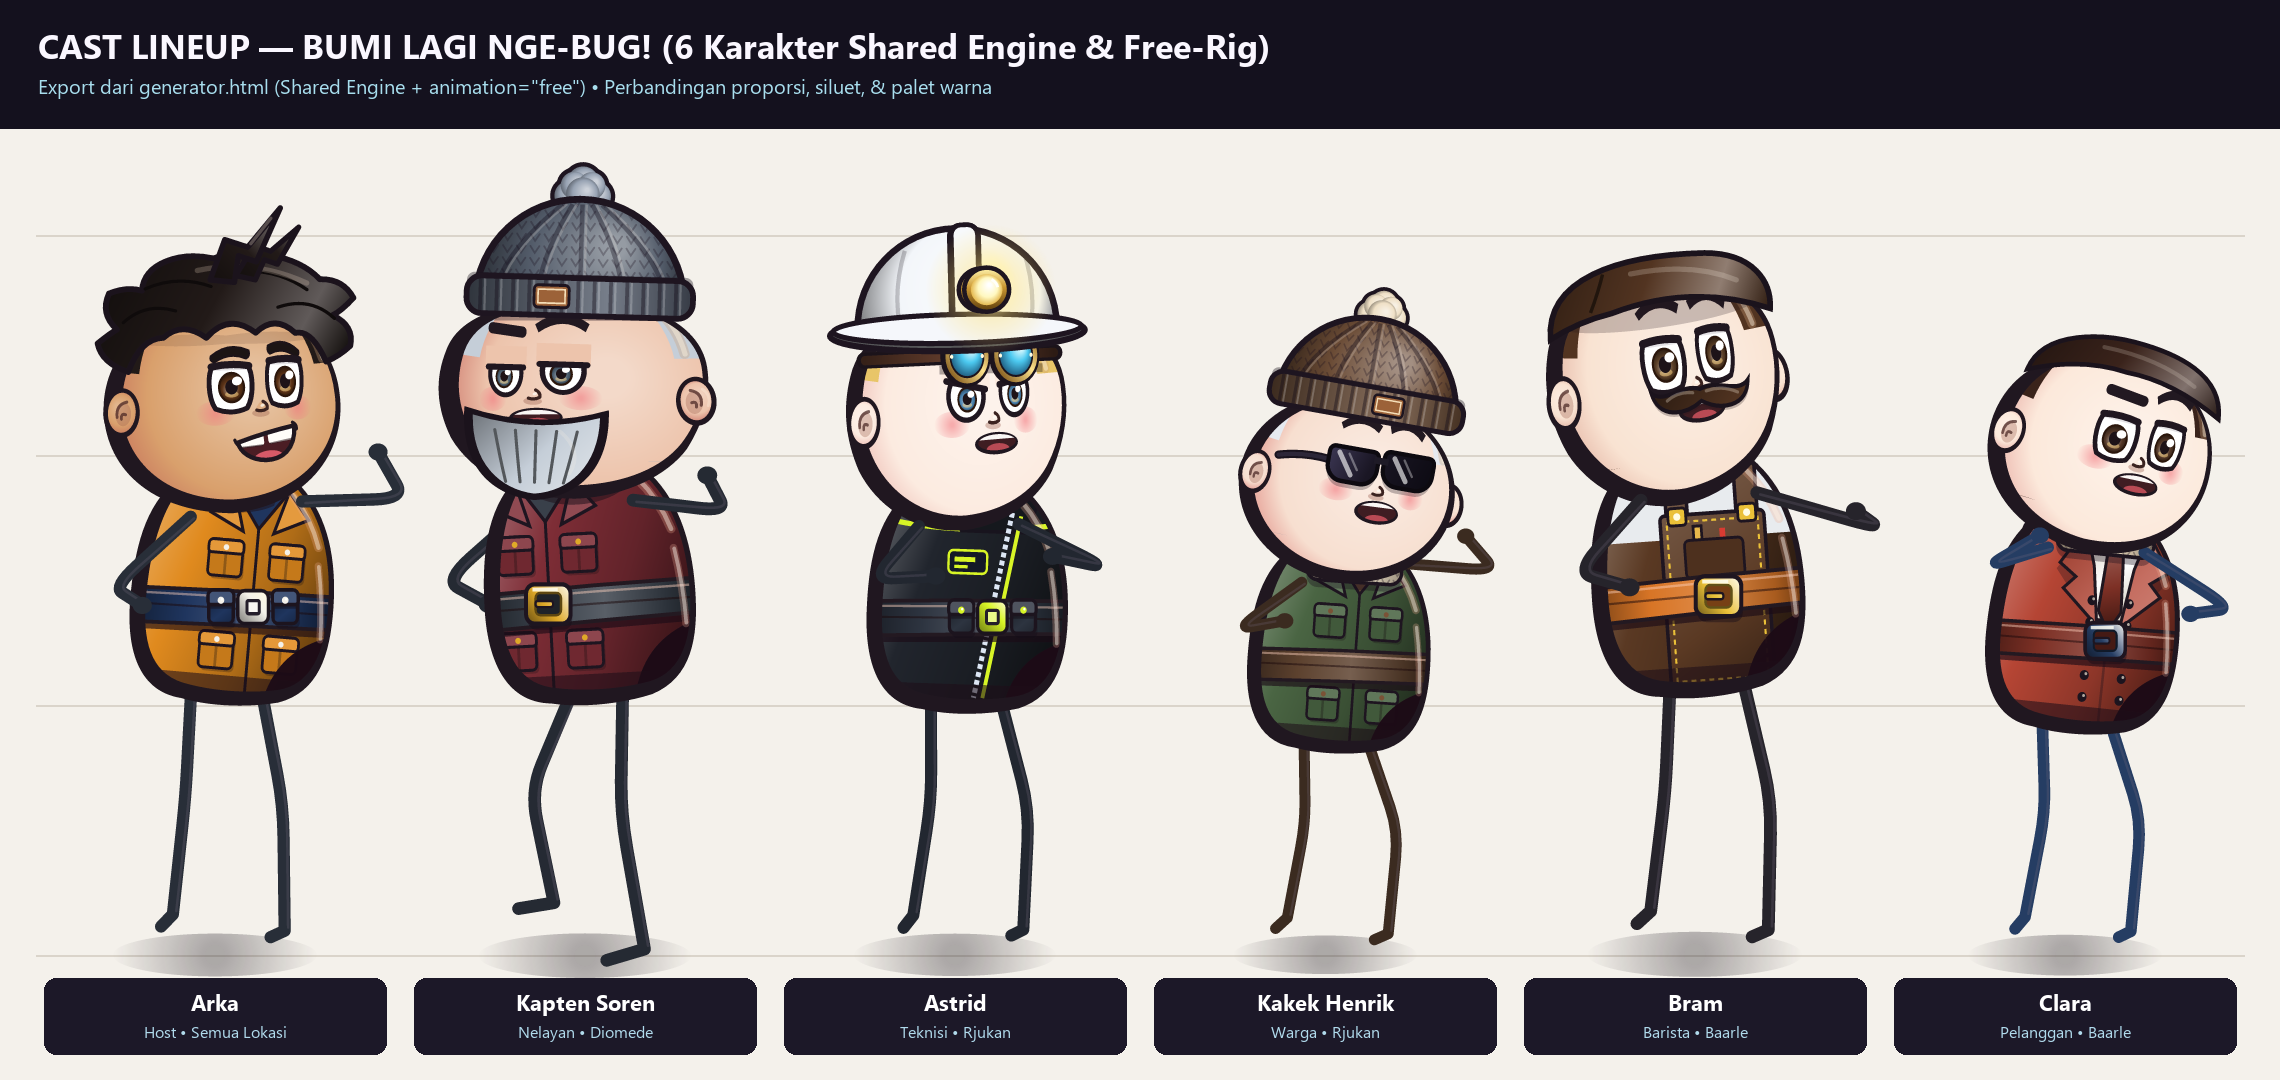 CAST LINEUP — BUMI LAGI NGE-BUG! (6 Karakter Shared Engine & Free-Rig)
Export dari generator.html (Shared Engine + animation="free") • Perbandingan proporsi, siluet, & palet warna
Arka
Host • Semua Lokasi
Kapten Soren
Nelayan • Diomede
Astrid
Teknisi • Rjukan
Kakek Henrik
Warga • Rjukan
Bram
Barista • Baarle
Clara
Pelanggan • Baarle